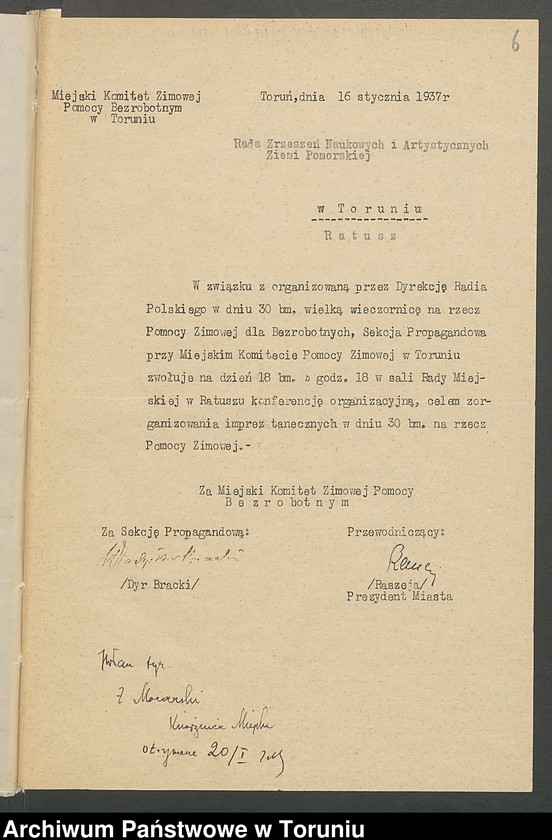 6
Miejski Komitet Zimowej
Pomocy Bezrobotnym
w Toruniu
Toruń,dnia 16 stycznia 1937r
Rada Zrzeszeń Naukowych i Artystycznych
Ziemi Pomorskiej
w Toruniu
Ratusz
W związku z organizowaną przez Dyrekcję Radia
Polskiego w dniu 30 bm. wielką wieczornicę na rzecz
Pomocy Zimowej dla Bezrobotnych, Sekcja Propagandowa
przy Miejskim Komitecie Pomocy Zimowej w Toruniu
zwołuje na dzień 18 bm. o godz. 18 w sali Rady Miej-
skiej w Ratuszu konferencję organizacyjną, celem zor-
ganizowania imprez tanecznych w dniu 30 bm. na rzecz
Pomocy Zimowej.-
Za Miejski Komitet Zimowej Pomocy
Bezrobotnym
Za Sekcję Propagandową:
Przewodniczący:
/Dyr Bracki/
/Raszeja/
Prezydent Miasta
Mocarski
Książnica Miejska
otrzymane 20/I
Archiwum Państwowe w Toruniu